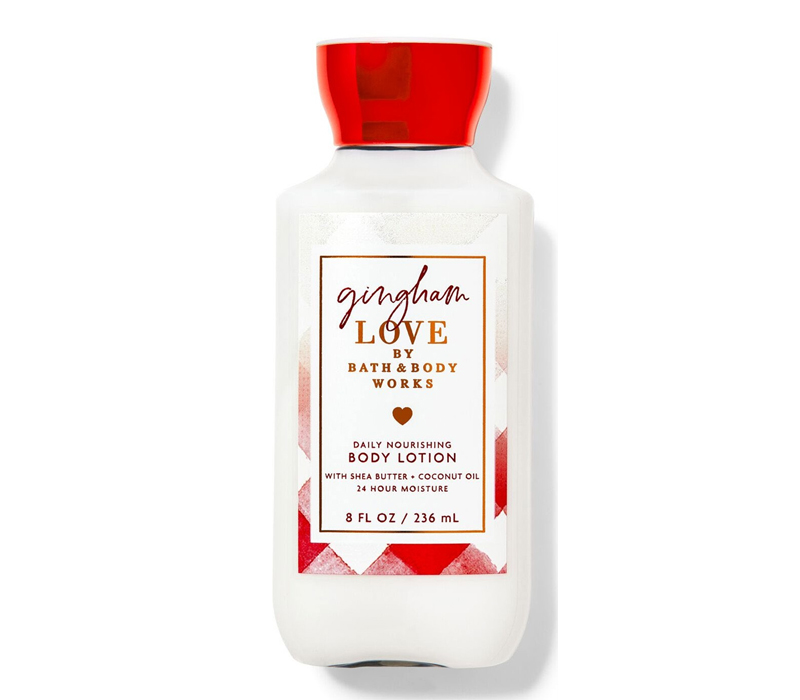 gingham
LOVE
BY
BATH & BODY
WORKS
DAILY NOURISHING
BODY LOTION
WITH SHEA BUTTER + COCONUT OIL
24 HOUR MOISTURE
8 FL OZ / 236 mL